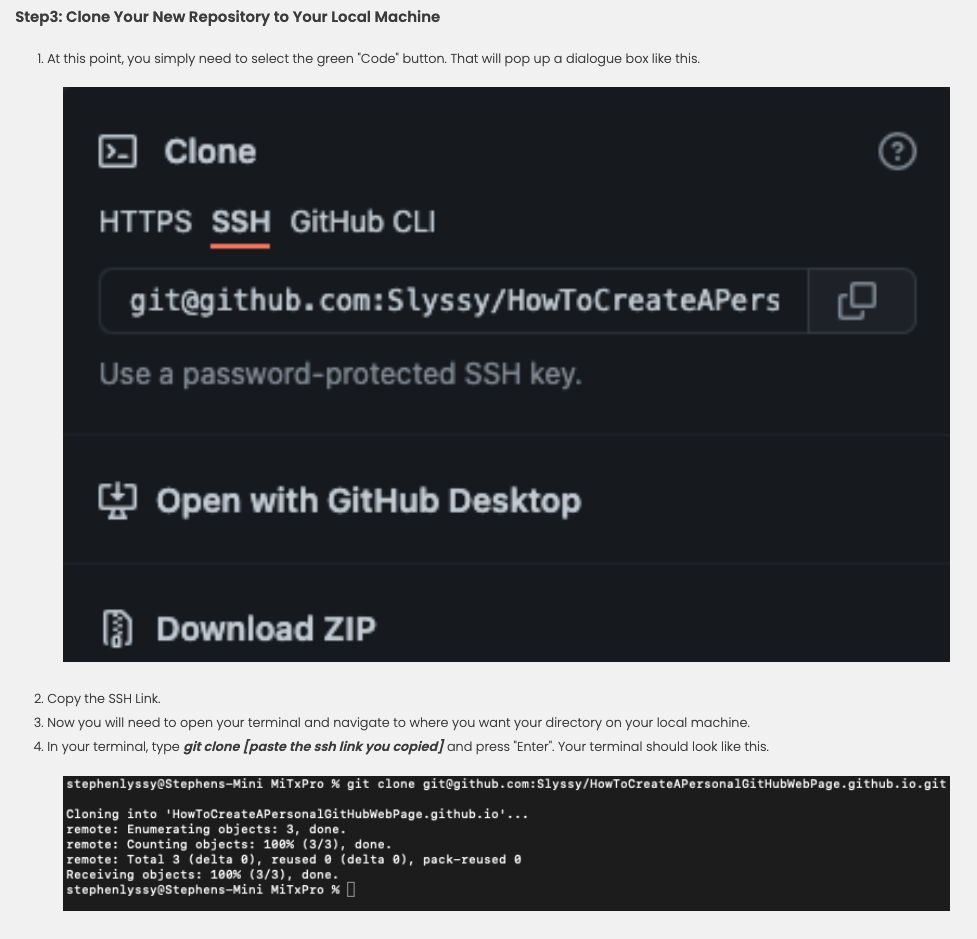 Step3: Clone Your New Repository to Your Local Machine
1. At this point, you simply need to select the green "Code" button. That will pop up a dialogue box like this.
Clone
HTTPS SSH GitHub CLI
git@github.com:Slyssy/HowToCreateAPers
Use a password-protected SSH key.
Open with GitHub Desktop
Download ZIP
2. Copy the SSH Link.
3. Now you will need to open your terminal and navigate to where you want your directory on your local machine.
4. In your terminal, type git clone [paste the ssh link you copied] and press "Enter". Your terminal should look like this.
stephenlyssy@Stephens-Mini MiTxPro % git clone git@github.com:Slyssy/HowToCreateAPersonalGitHubWebPage.github.io.git
Cloning into 'HowToCreateAPersonalGitHubWebPage.github.io'...
remote: Enumerating objects: 3, done.
remote: Counting objects: 100% (3/3), done.
remote: Total 3 (delta 0), reused 0 (delta 0), pack-reused 0
Receiving objects: 100% (3/3), done.
stephenlyssy@Stephens-Mini MiTxPro %